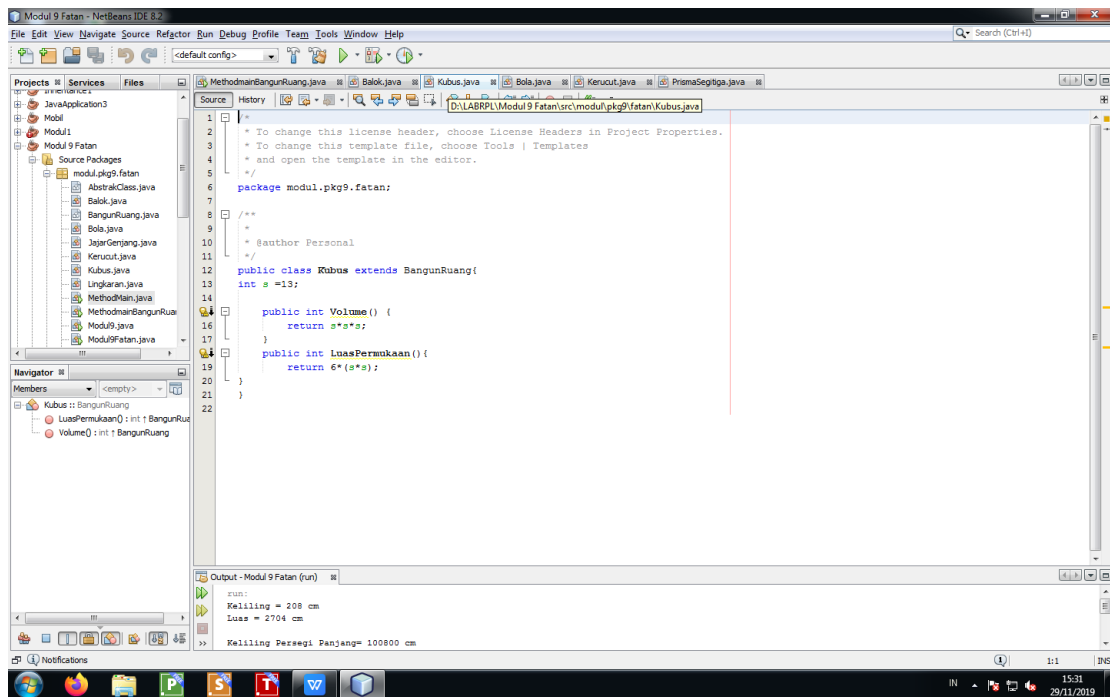 Modul 9 Fatan - NetBeans IDE 8.2
File Edit View Navigate Source Refactor Run Debug Profile Team Tools Window Help
Search (Ctrl+I)
<default config>
Projects Services Files
MethodmainBangunRuang.java Balok.java Kubus.java Bola.java Kerucut.java PrismaSegitiga.java
Source History
D:\LABRPL\Modul 9 Fatan\src\modul\pkg9\fatan\Kubus.java
JavaApplication3
Mobil
Modul1
Modul 9 Fatan
Source Packages
modul.pkg9.fatan
AbstrakClass.java
Balok.java
BangunRuang.java
Bola.java
JajarGenjang.java
Kerucut.java
Kubus.java
Lingkaran.java
MethodMain.java
MethodmainBangunRuan
Modul9.java
Modul9Fatan.java
Navigator
Members <empty>
Kubus :: BangunRuang
LuasPermukaan() : int ↑ BangunRua
Volume() : int ↑ BangunRuang
1 /*
2 * To change this license header, choose License Headers in Project Properties.
3 * To change this template file, choose Tools | Templates
4 * and open the template in the editor.
5 */
6 package modul.pkg9.fatan;
7
8 /**
9 *
10 * @author Personal
11 */
12 public class Kubus extends BangunRuang{
13 int s =13;
14
public int Volume() {
16 return s*s*s;
17 }
public int LuasPermukaan(){
19 return 6*(s*s);
20 }
21 }
22
Output - Modul 9 Fatan (run)
run:
Keliling = 208 cm
Luas = 2704 cm
Keliling Persegi Panjang= 100800 cm
Notifications
1
1:1
INS
IN
15:31
29/11/2019